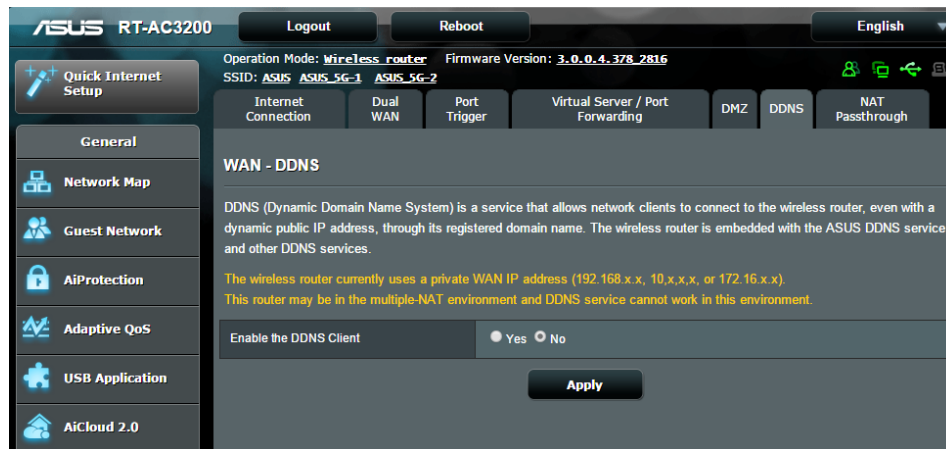 ASUS RT-AC3200 Logout Reboot English
Operation Mode: Wireless router Firmware Version: 3.0.0.4.378_2816
SSID: ASUS ASUS_5G-1 ASUS_5G-2
Quick Internet
Setup
Internet
Connection
Dual
WAN
Port
Trigger
Virtual Server / Port
Forwarding
DMZ
DDNS
NAT
Passthrough
General
Network Map
Guest Network
AiProtection
Adaptive QoS
USB Application
AiCloud 2.0
WAN - DDNS
DDNS (Dynamic Domain Name System) is a service that allows network clients to connect to the wireless router, even with a
dynamic public IP address, through its registered domain name. The wireless router is embedded with the ASUS DDNS service
and other DDNS services.
The wireless router currently uses a private WAN IP address (192.168.x.x, 10,x,x,x, or 172.16.x.x).
This router may be in the multiple-NAT environment and DDNS service cannot work in this environment.
Enable the DDNS Client Yes No
Apply